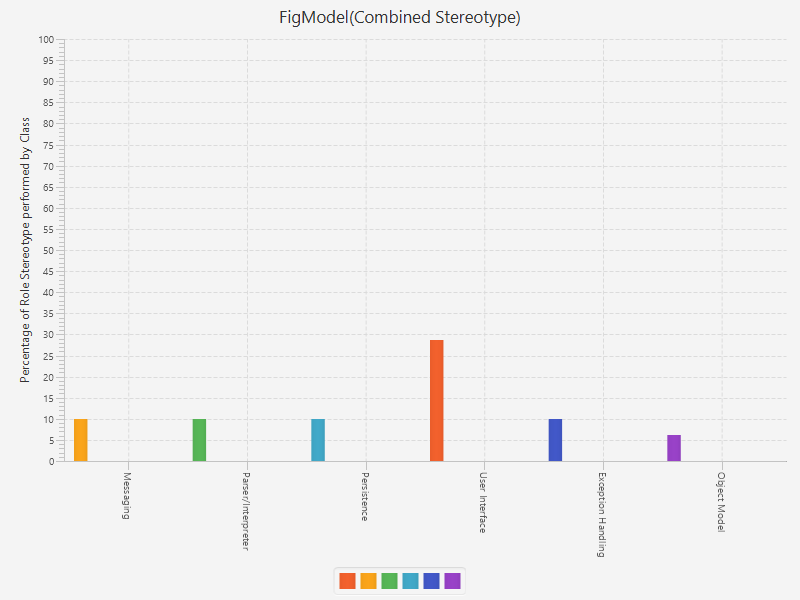 FigModel(Combined Stereotype)
Percentage of Role Stereotype performed by Class
100
95
90
85
80
75
70
65
60
55
50
45
40
35
30
25
20
15
10
5
0
Messaging
Parser/Interpreter
Persistence
User Interface
Exception Handling
Object Model